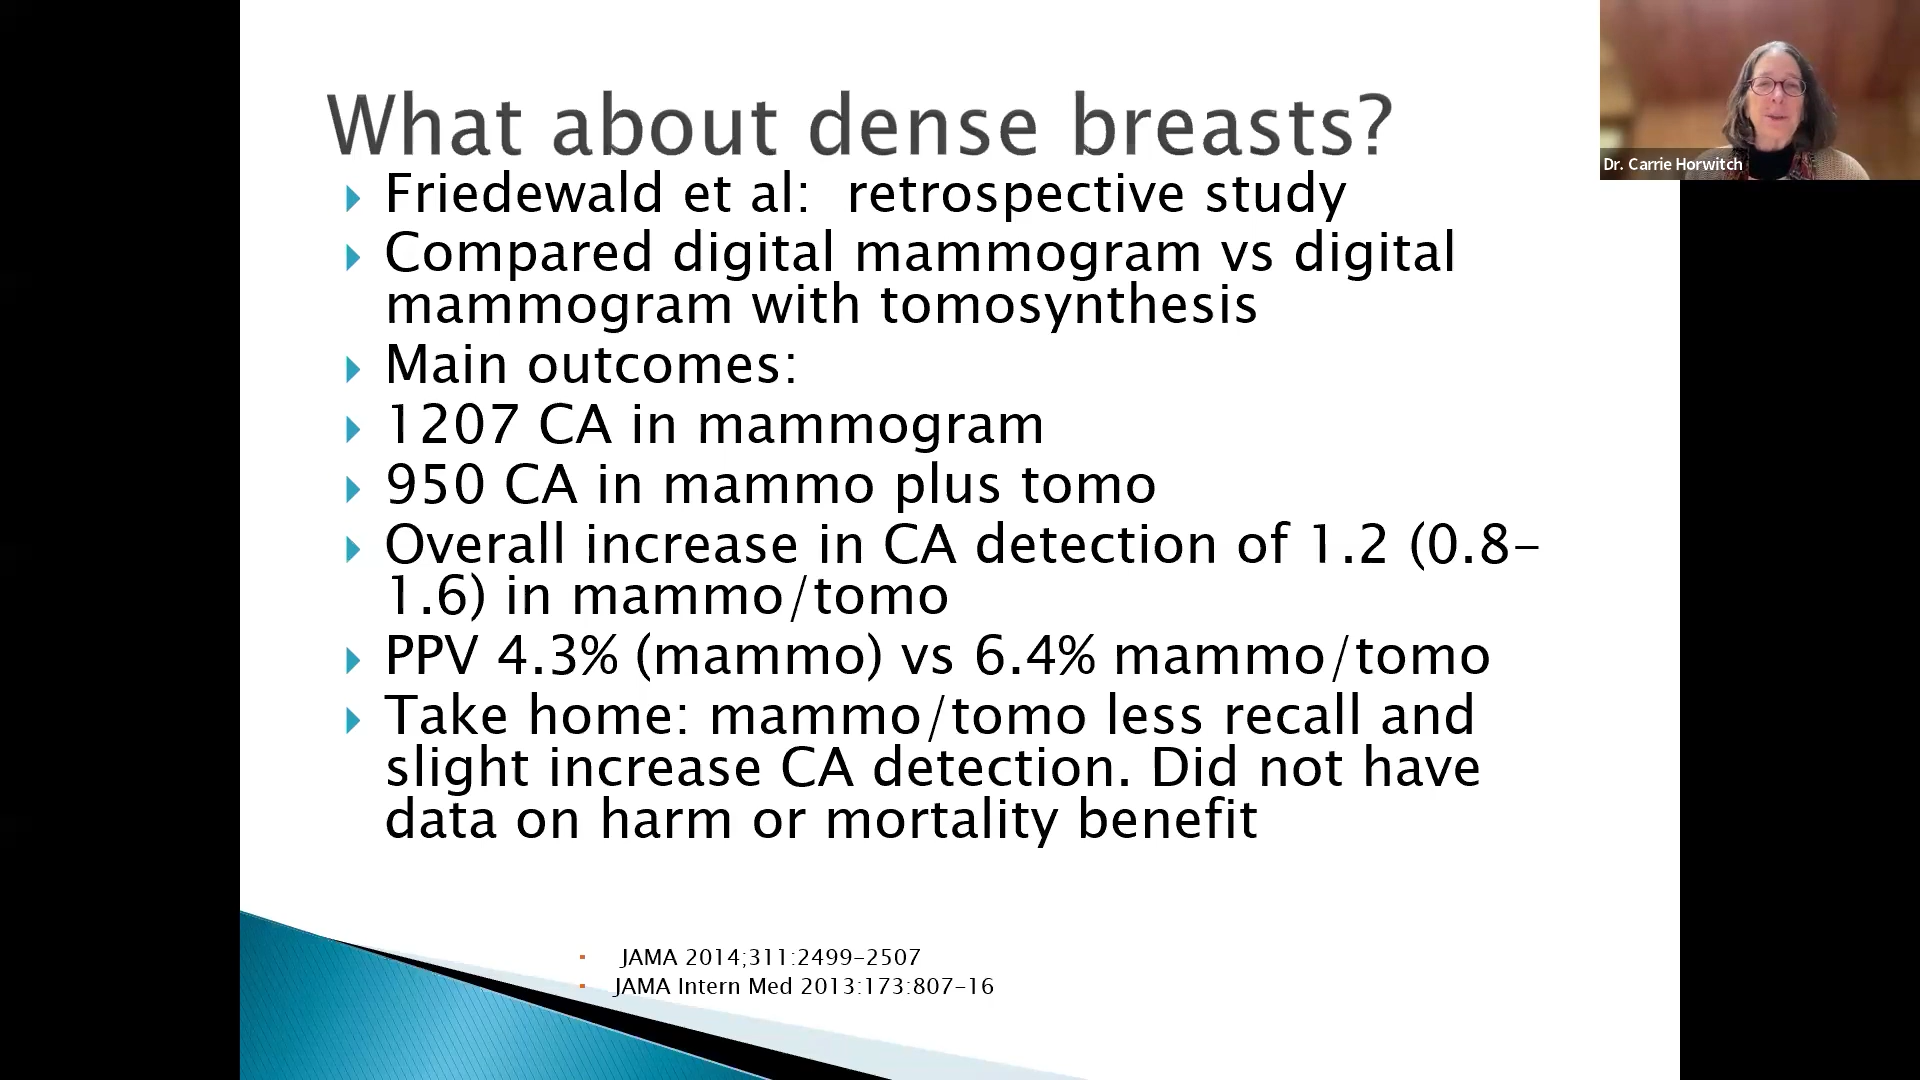 What about dense breasts?
Friedewald et al:  retrospective study
Compared digital mammogram vs digital
mammogram with tomosynthesis
Main outcomes:
1207 CA in mammogram
950 CA in mammo plus tomo
Overall increase in CA detection of 1.2 (0.8-
1.6) in mammo/tomo
PPV 4.3% (mammo) vs 6.4% mammo/tomo
Take home: mammo/tomo less recall and
slight increase CA detection. Did not have
data on harm or mortality benefit
JAMA 2014;311:2499-2507
JAMA Intern Med 2013:173:807-16
Dr. Carrie Horwitch